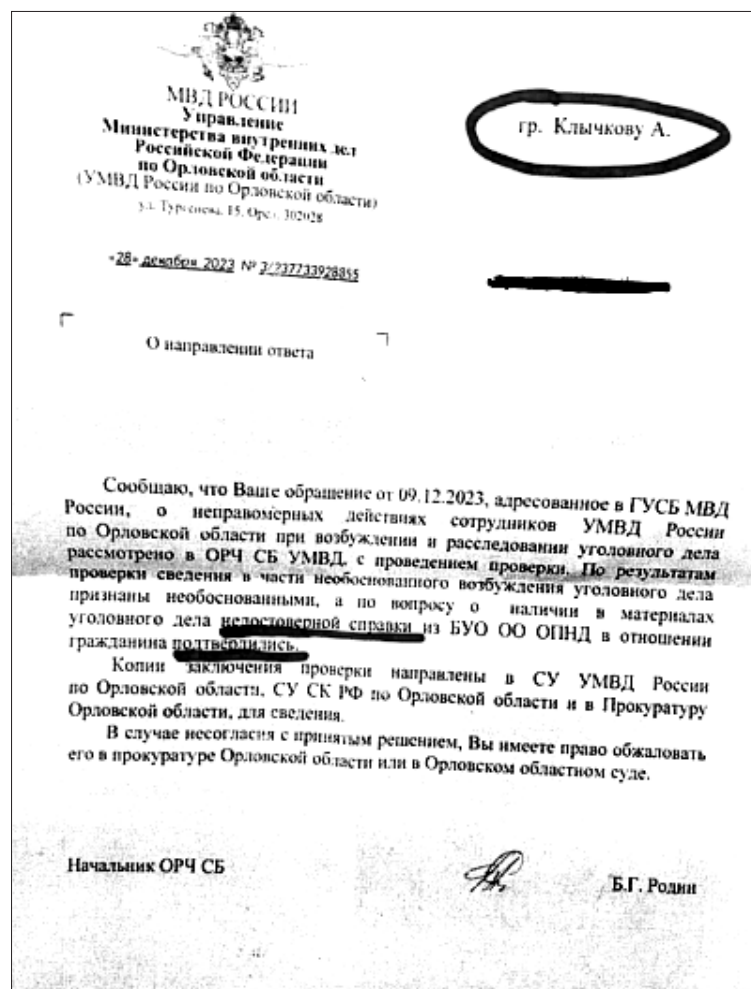 МВД РОССИИ
Управление
Министерства внутренних дел
Российской Федерации
по Орловской области
(УМВД России по Орловской области)
ул. Тургенева, 15, Орел, 302028
«28» декабря 2023 № 3/237733928855
гр. Клычкову А.
О направлении ответа
Сообщаю, что Ваше обращение от 09.12.2023, адресованное в ГУСБ МВД
России, о неправомерных действиях сотрудников УМВД России
по Орловской области при возбуждении и расследовании уголовного дела
рассмотрено в ОРЧ СБ УМВД, с проведением проверки. По результатам
проверки сведения в части необоснованного возбуждения уголовного дела
признаны необоснованными, а по вопросу о наличии в материалах
уголовного дела недостоверной справки из БУО ОО ОПНД в отношении
гражданина подтвердились.
Копии заключения проверки направлены в СУ УМВД России
по Орловской области, СУ СК РФ по Орловской области и в Прокуратуру
Орловской области, для сведения.
В случае несогласия с принятым решением, Вы имеете право обжаловать
его в прокуратуре Орловской области или в Орловском областном суде.
Начальник ОРЧ СБ
Б.Г. Родин